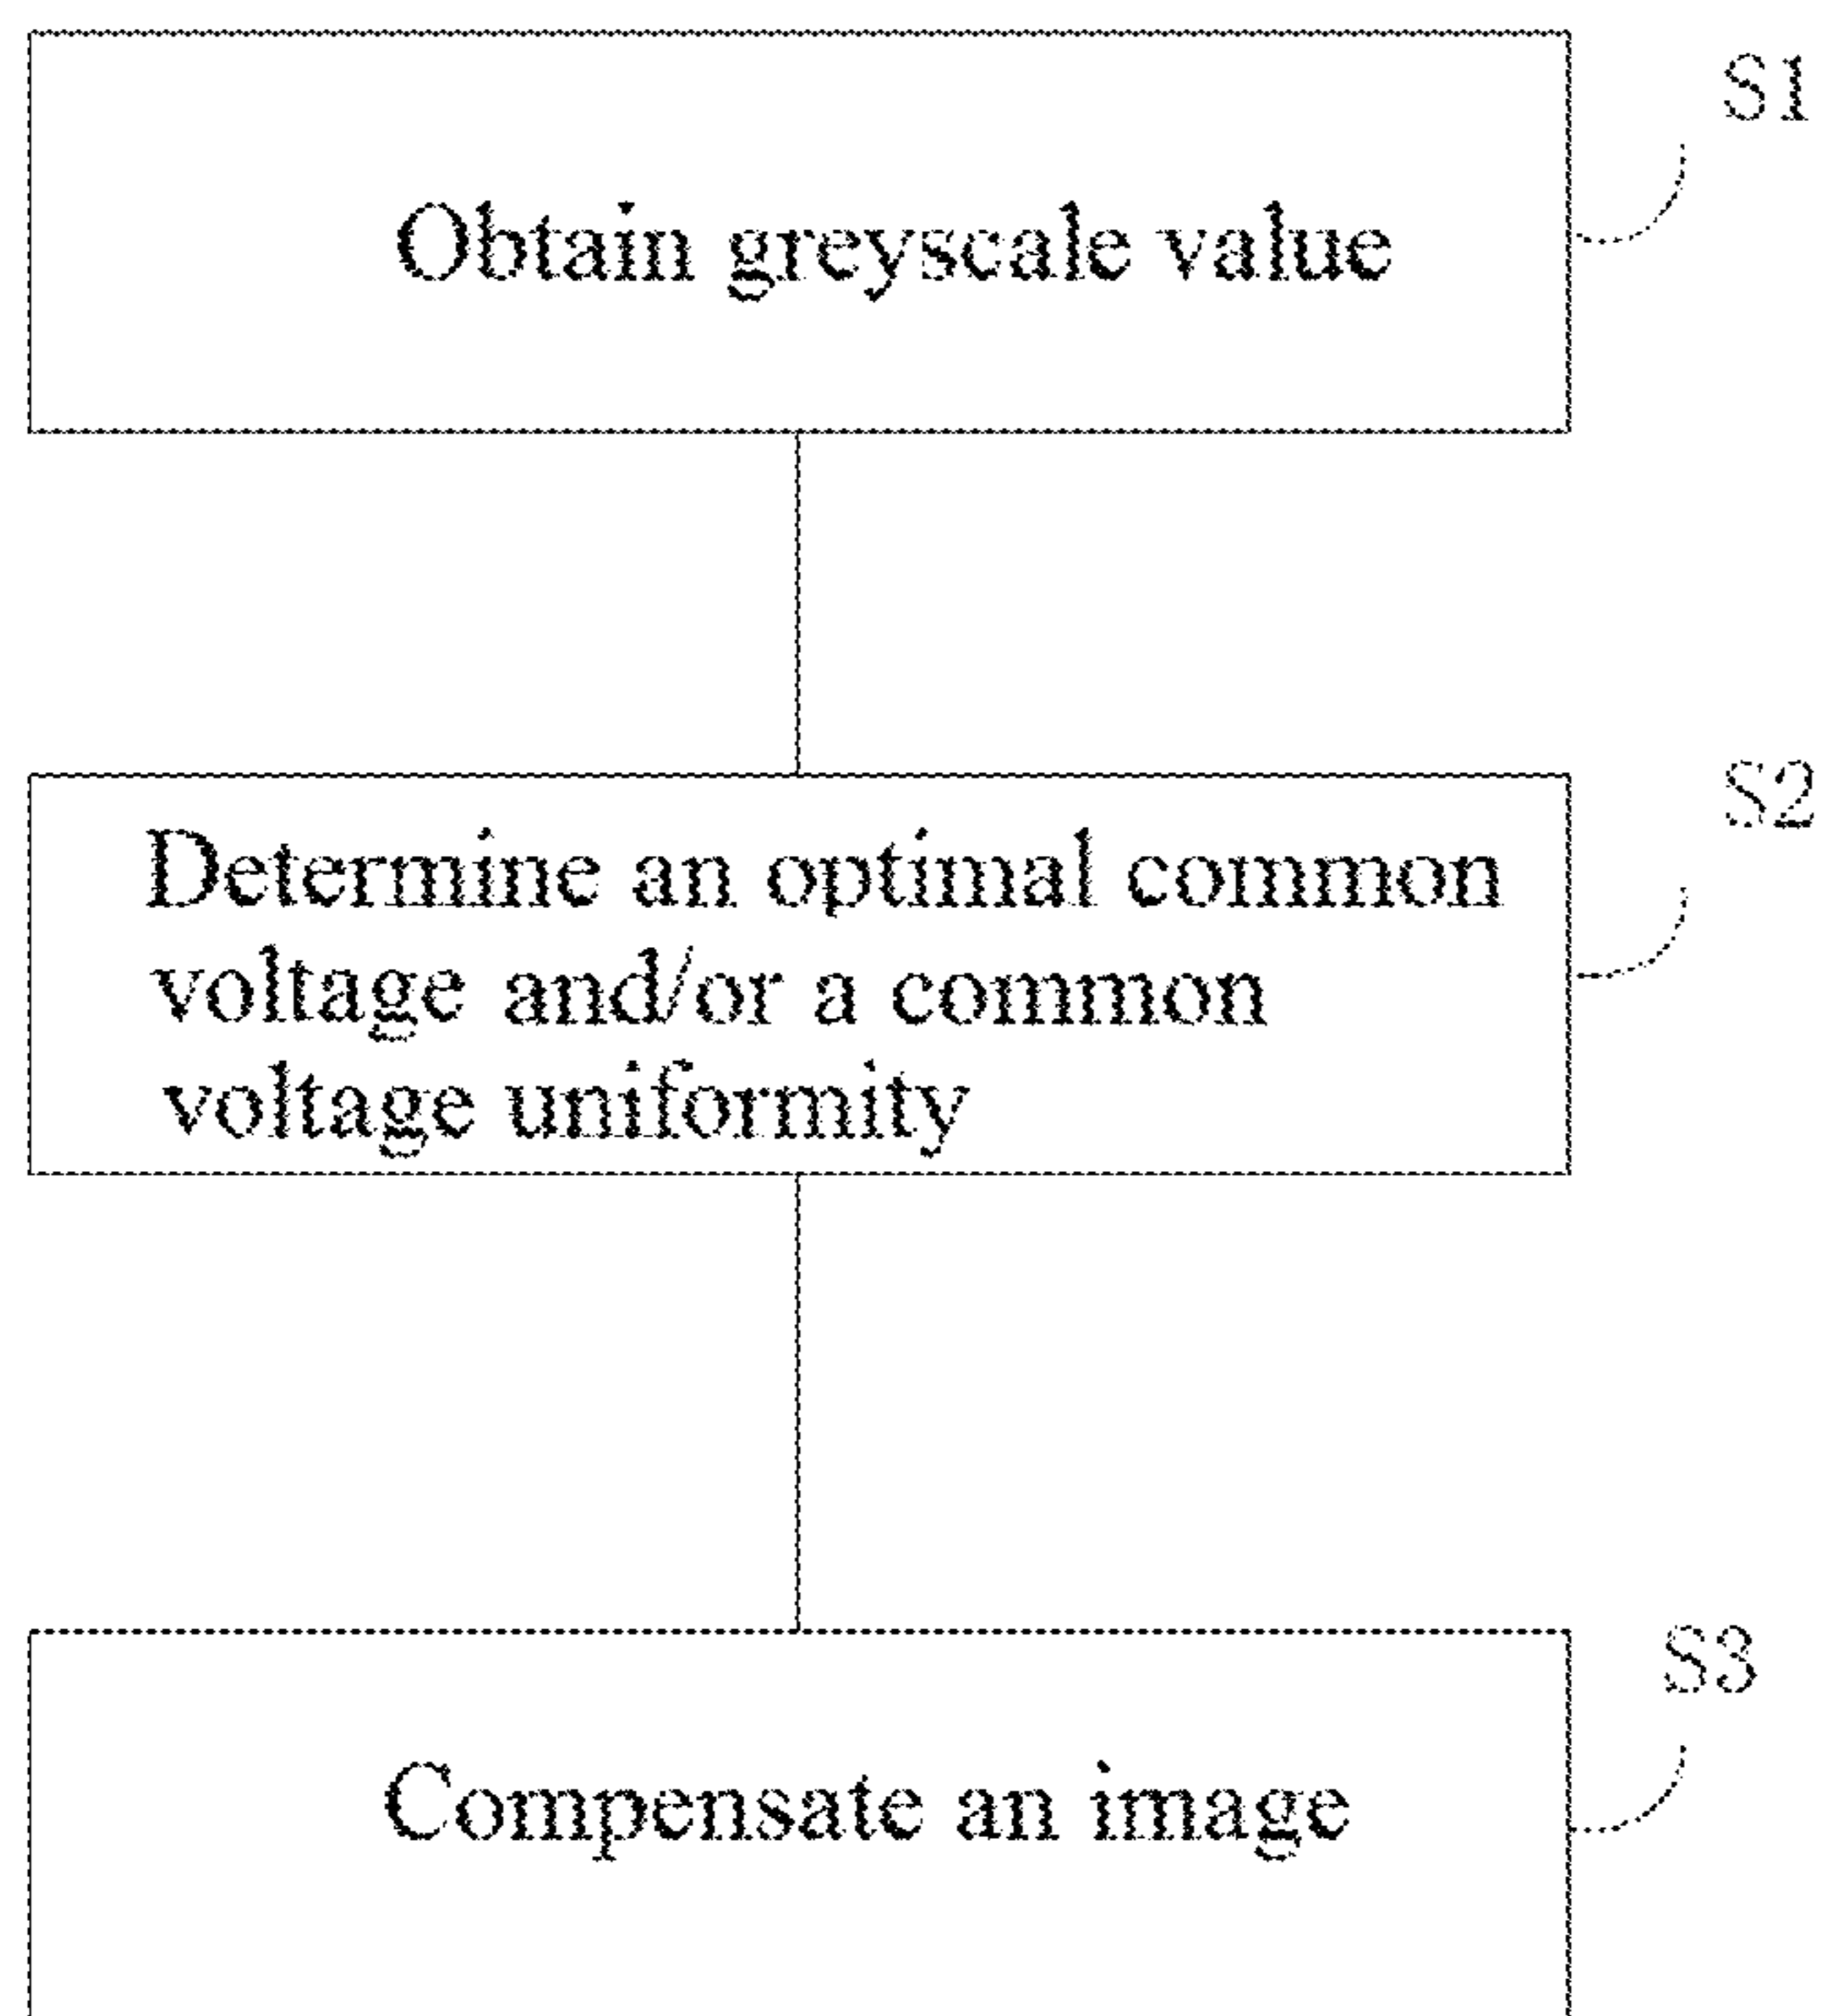 S1
Obtain greyscale value
S2
Determine an optimal common
voltage and/or a common
voltage uniformity
S3
Compensate an image